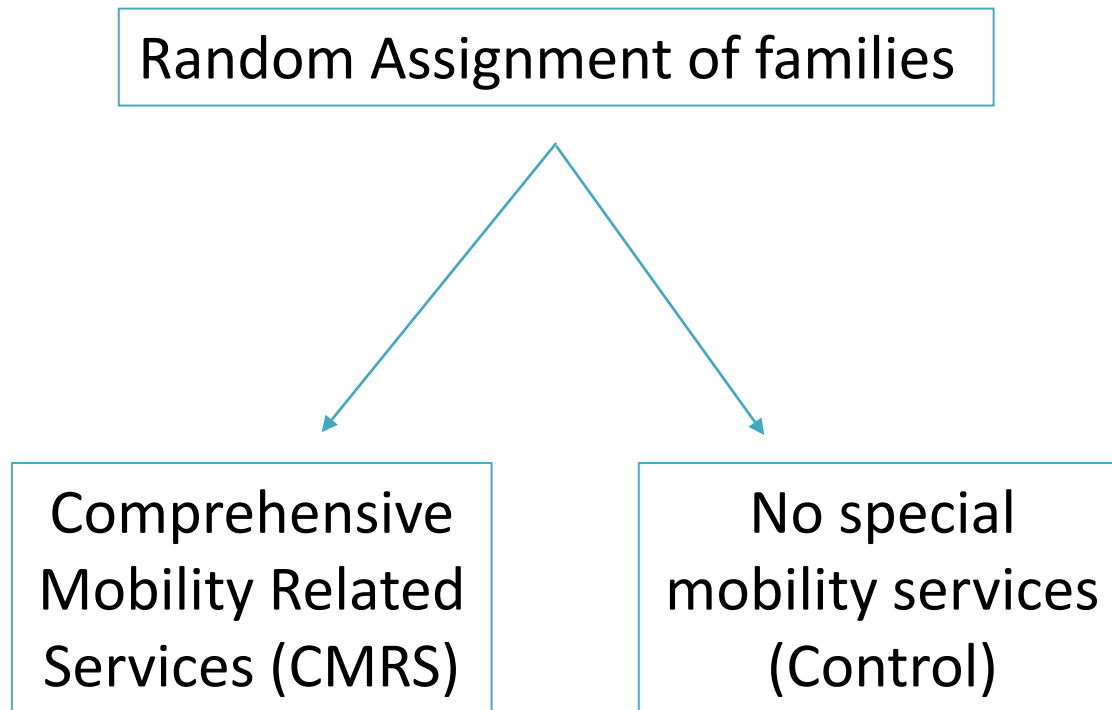 Random Assignment of families
Comprehensive
Mobility Related
Services (CMRS)
No special
mobility services
(Control)